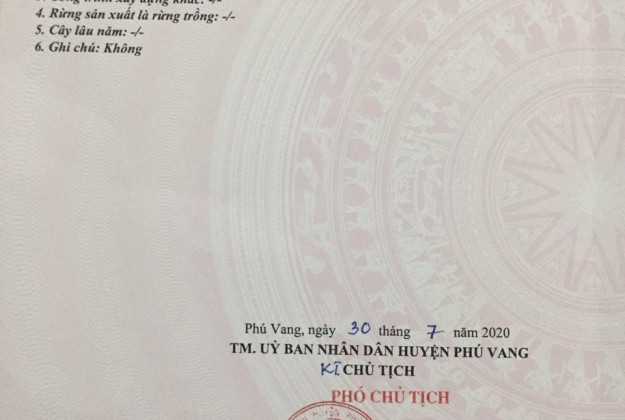 4. Rừng sản xuất là rừng trồng: -/-
5. Cây lâu năm: -/-
6. Ghi chú: Không
Phú Vang, ngày 30 tháng 7 năm 2020
TM. UỶ BAN NHÂN DÂN HUYỆN PHÚ VANG
KĪ CHỦ TỊCH
PHÓ CHỦ TỊCH